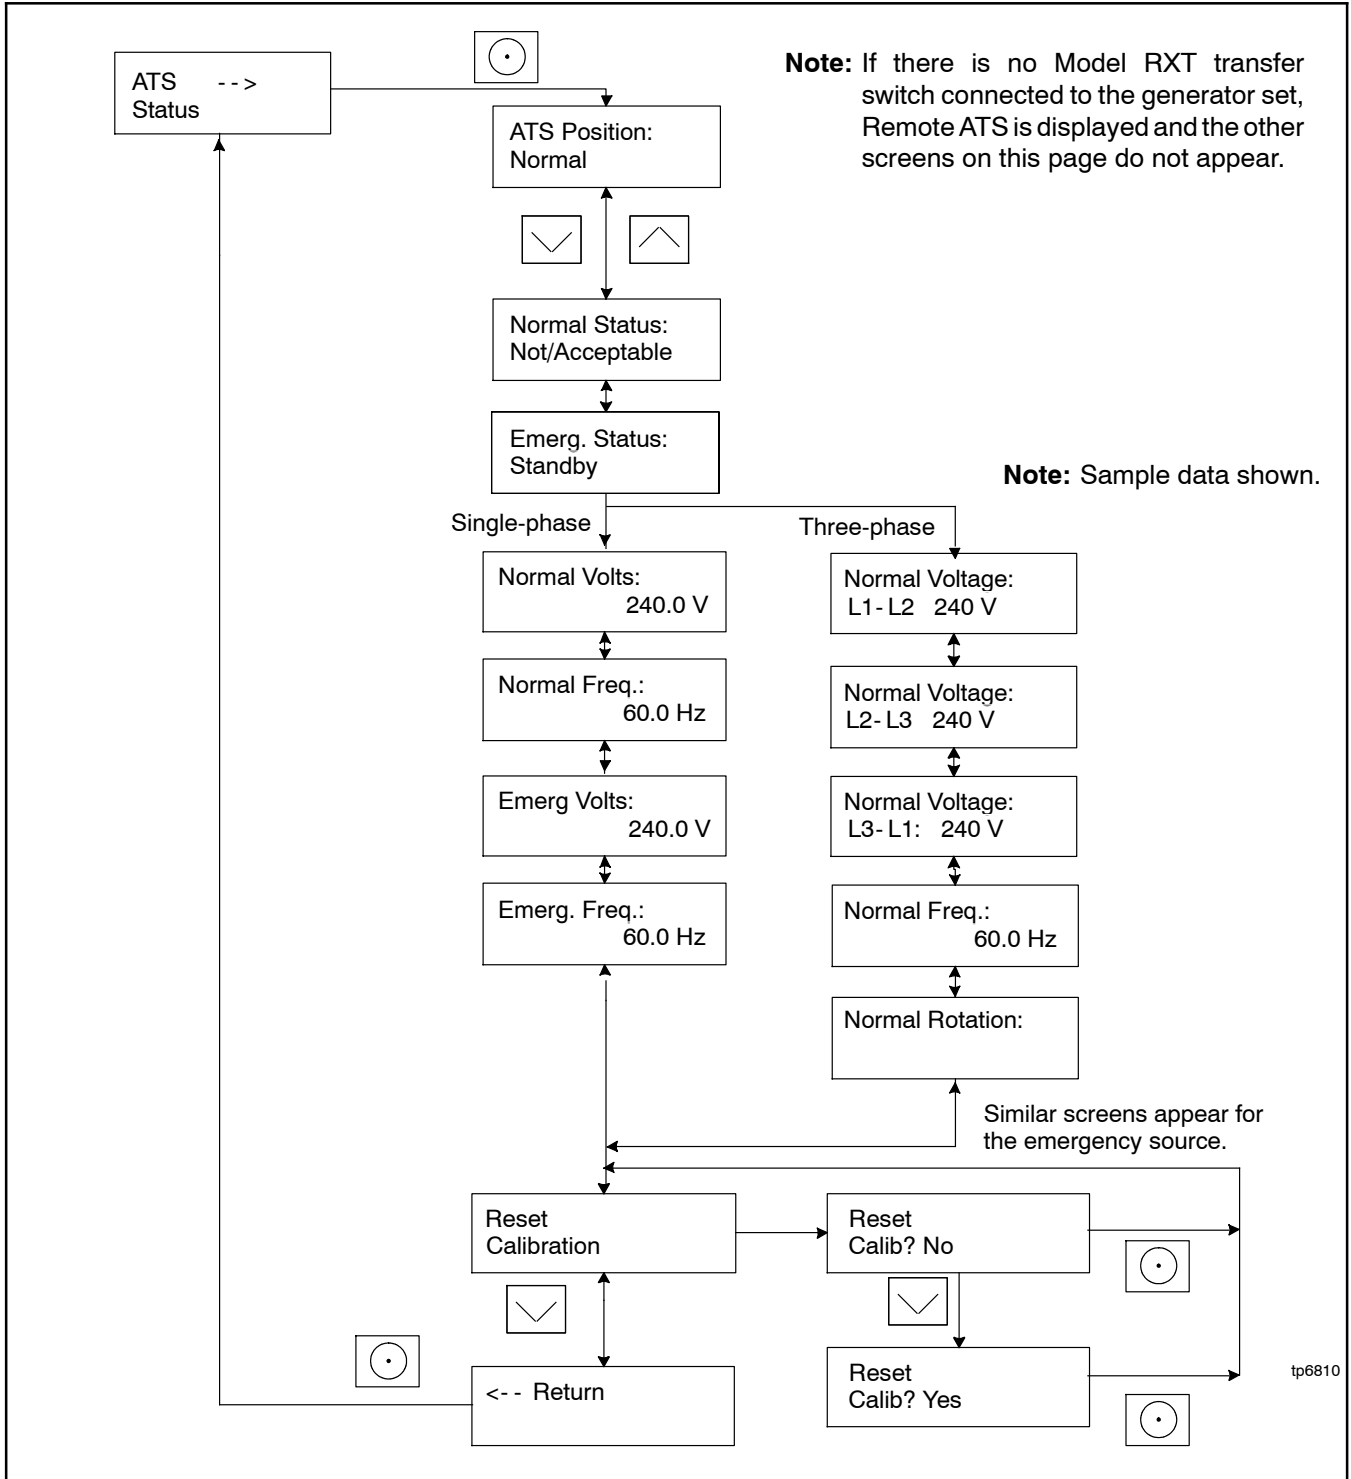 ATS -->
Status
Note: If there is no Model RXT transfer
switch connected to the generator set,
Remote ATS is displayed and the other
screens on this page do not appear.
ATS Position:
Normal
Normal Status:
Not/Acceptable
Emerg. Status:
Standby
Note: Sample data shown.
Single-phase
Three-phase
Normal Volts:
240.0 V
Normal Freq.:
60.0 Hz
Emerg Volts:
240.0 V
Emerg. Freq.:
60.0 Hz
Normal Voltage:
L1-L2 240 V
Normal Voltage:
L2-L3 240 V
Normal Voltage:
L3-L1: 240 V
Normal Freq.:
60.0 Hz
Normal Rotation:
Similar screens appear for
the emergency source.
Reset
Calibration
Reset
Calib? No
<-- Return
Reset
Calib? Yes
tp6810